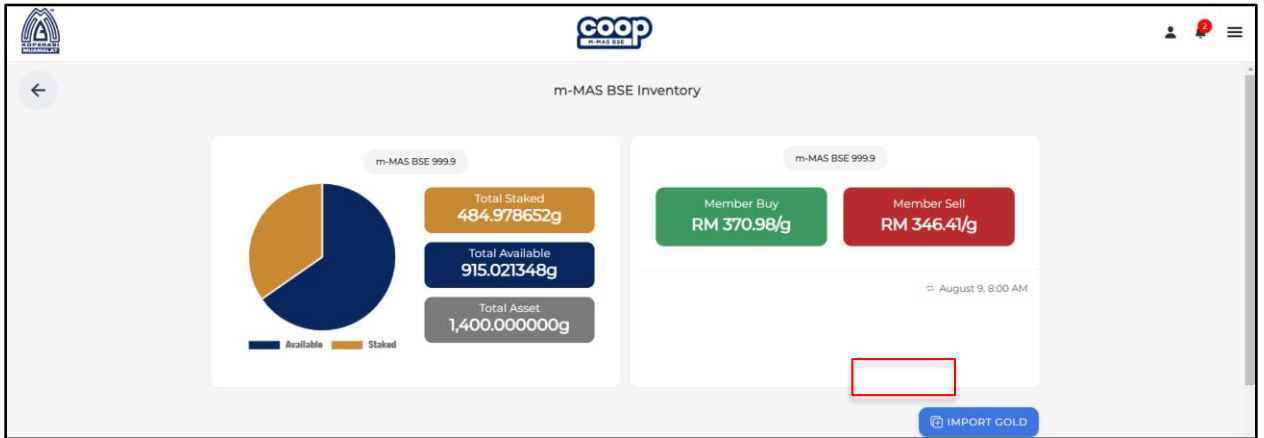 KOPERASI
MUAMALAT
COOP
M-MAS BSE
2
m-MAS BSE Inventory
m-MAS BSE 999.9
Total Staked
484.978652g
Total Available
915.021348g
Total Asset
1,400.000000g
Available Staked
m-MAS BSE 999.9
Member Buy
RM 370.98/g
Member Sell
RM 346.41/g
August 9, 8:00 AM
IMPORT GOLD